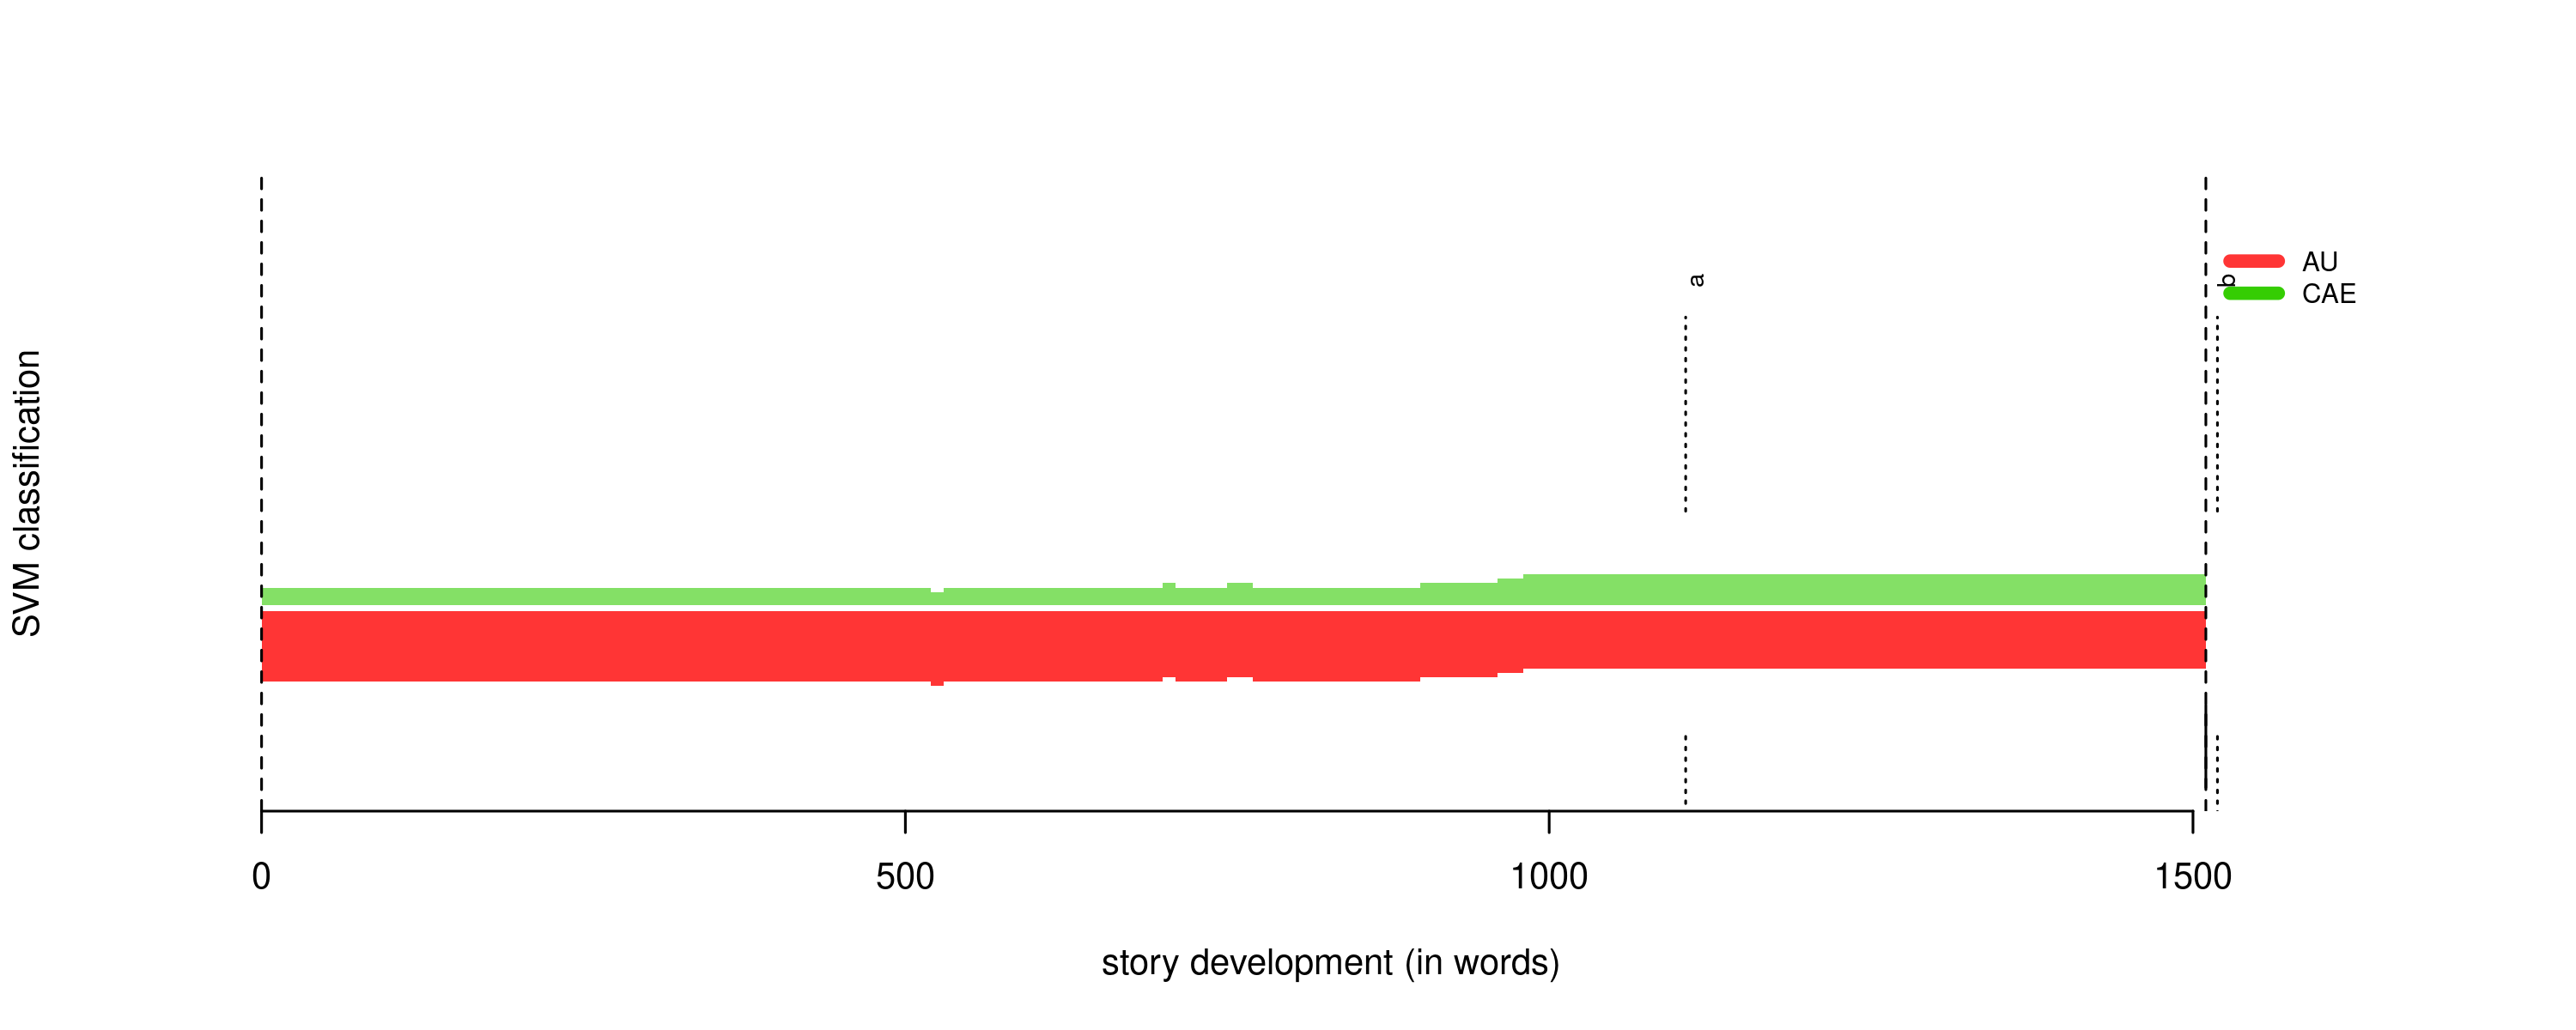 SVM classification
a
b
AU
CAE
0 500 1000 1500
story development (in words)